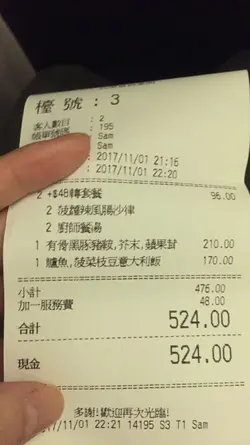 檯號 : 3
客人數目 : 2
: 195
: Sam
Sam
: 2017/11/01 21:16
: 2017/11/01 22:20
2 +$48轉套餐 96.00
2 菠蘿辣風腸沙律
2 廚師餐湯
1 有骨黑豚豬鞍,芥末,蘋果蓉 210.00
1 鱸魚,菠菜枝豆意大利飯 170.00
小計 476.00
加一服務費 48.00
合計 524.00
現金 524.00
多謝!歡迎再次光臨!
2017/11/01 22:21 14195 S3 T1 Sam